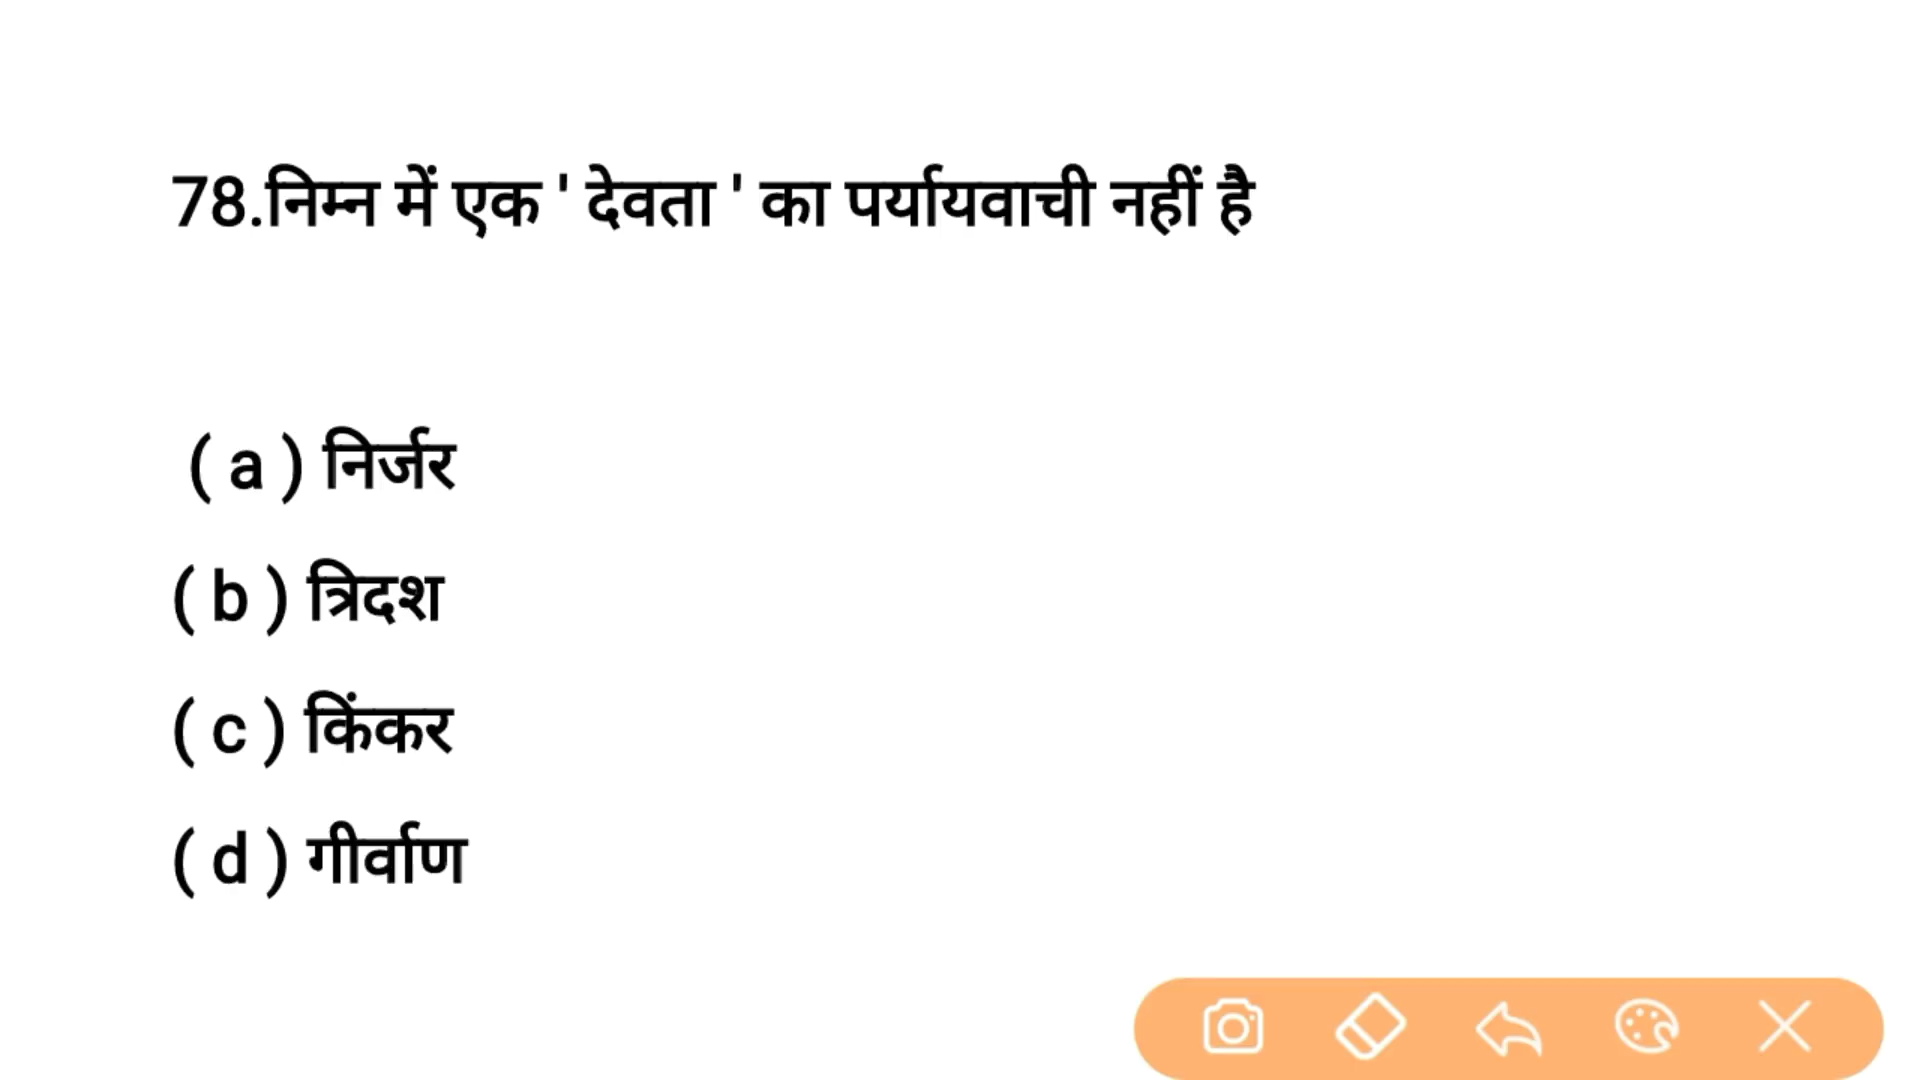 78.निम्न में एक ' देवता ' का पर्यायवाची नहीं है
( a ) निर्जर
( b ) त्रिदश
( c ) किंकर
( d ) गीर्वाण